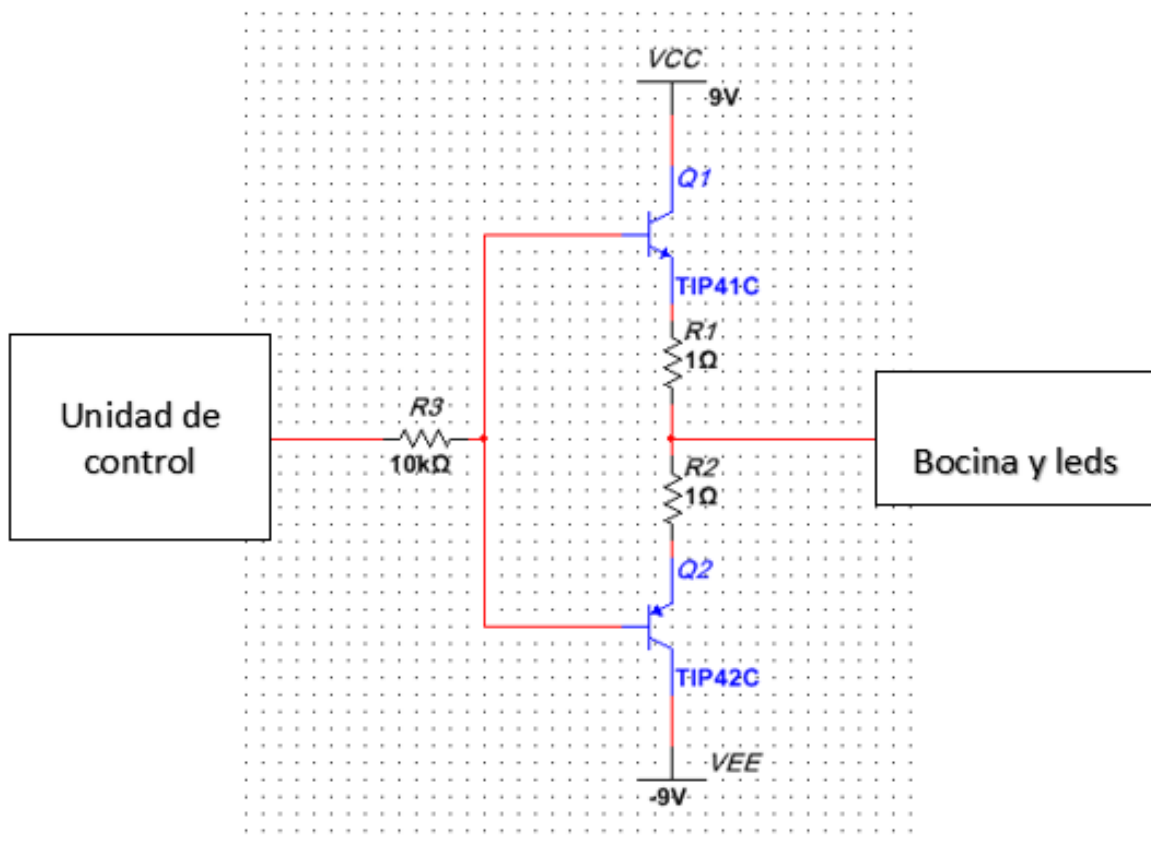 VCC
9V
Q1
TIP41C
R1
1Ω
Unidad de
control
R3
10kΩ
R2
1Ω
Bocina y leds
Q2
TIP42C
VEE
-9V